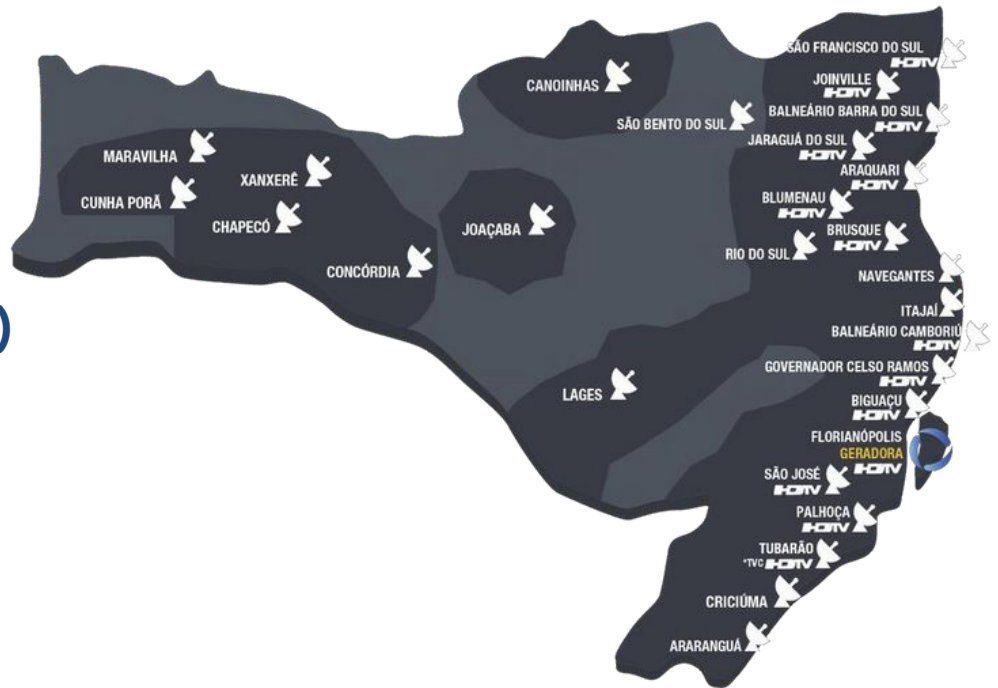 SÃO FRANCISCO DO SUL
HDTV
CANOINHAS
JOINVILLE
HDTV
SÃO BENTO DO SUL
BALNEÁRIO BARRA DO SUL
HDTV
JARAGUÁ DO SUL
HDTV
MARAVILHA
XANXERÊ
ARAQUARI
HDTV
CUNHA PORÃ
BLUMENAU
HDTV
CHAPECÓ
JOAÇABA
BRUSQUE
HDTV
RIO DO SUL
CONCÓRDIA
NAVEGANTES
ITAJAÍ
)
BALNEÁRIO CAMBORIÚ
HDTV
GOVERNADOR CELSO RAMOS
HDTV
LAGES
BIGUAÇU
HDTV
FLORIANÓPOLIS
GERADORA
HDTV
SÃO JOSÉ
HDTV
PALHOÇA
HDTV
TUBARÃO
*TVC HDTV
CRICIÚMA
ARARANGUÁ